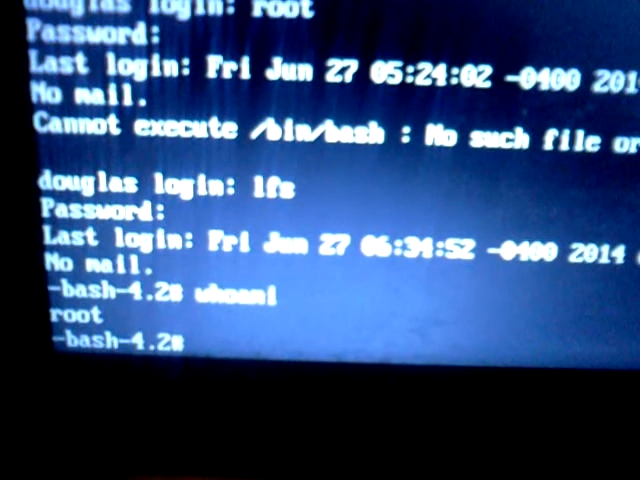 douglas login: root
Password:
Last login: Fri Jun 27 05:24:02 -0400 201
No mail.
Cannot execute /bin/bash : No such file or
douglas login: lfs
Password:
Last login: Fri Jun 27 06:34:52 -0400 2014
No mail.
-bash-4.2# whoami
root
-bash-4.2#